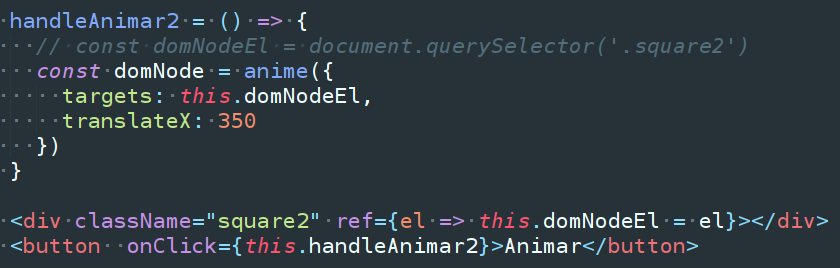 handleAnimar2 = () => {
// const domNodeEl = document.querySelector('.square2')
const domNode = anime({
targets: this.domNodeEl,
translateX: 350
})
}
<div className="square2" ref={el => this.domNodeEl = el}></div>
<button  onClick={this.handleAnimar2}>Animar</button>